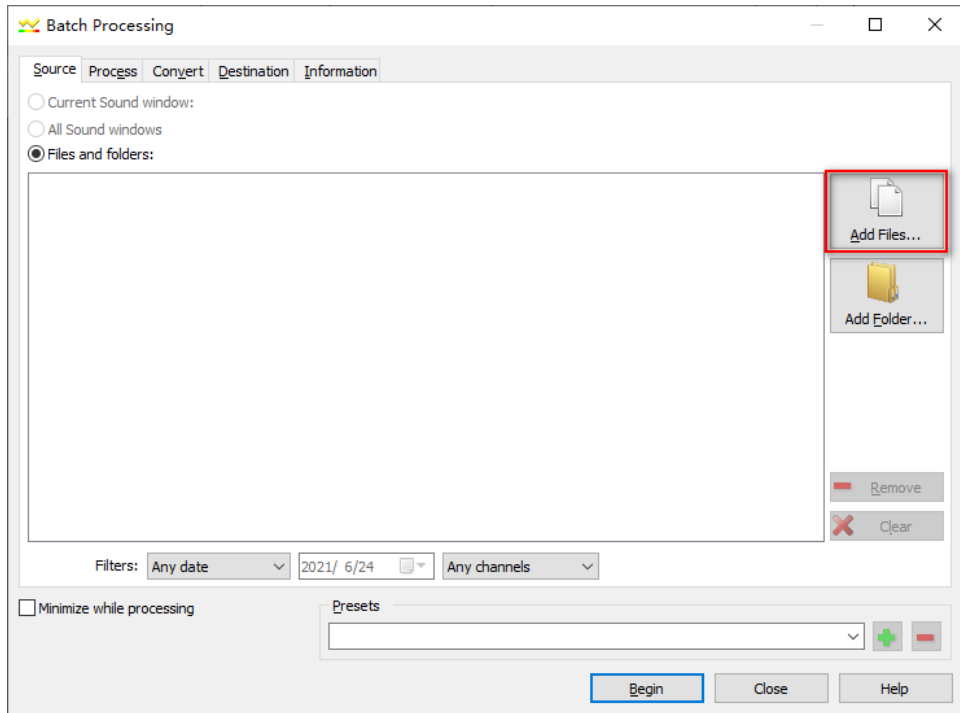 Batch Processing
Source Process Convert Destination Information
Current Sound window:
All Sound windows
Files and folders:
Add Files...
Add Folder...
Remove
Clear
Filters: Any date 2021/ 6/24 Any channels
Minimize while processing
Presets
Begin Close Help